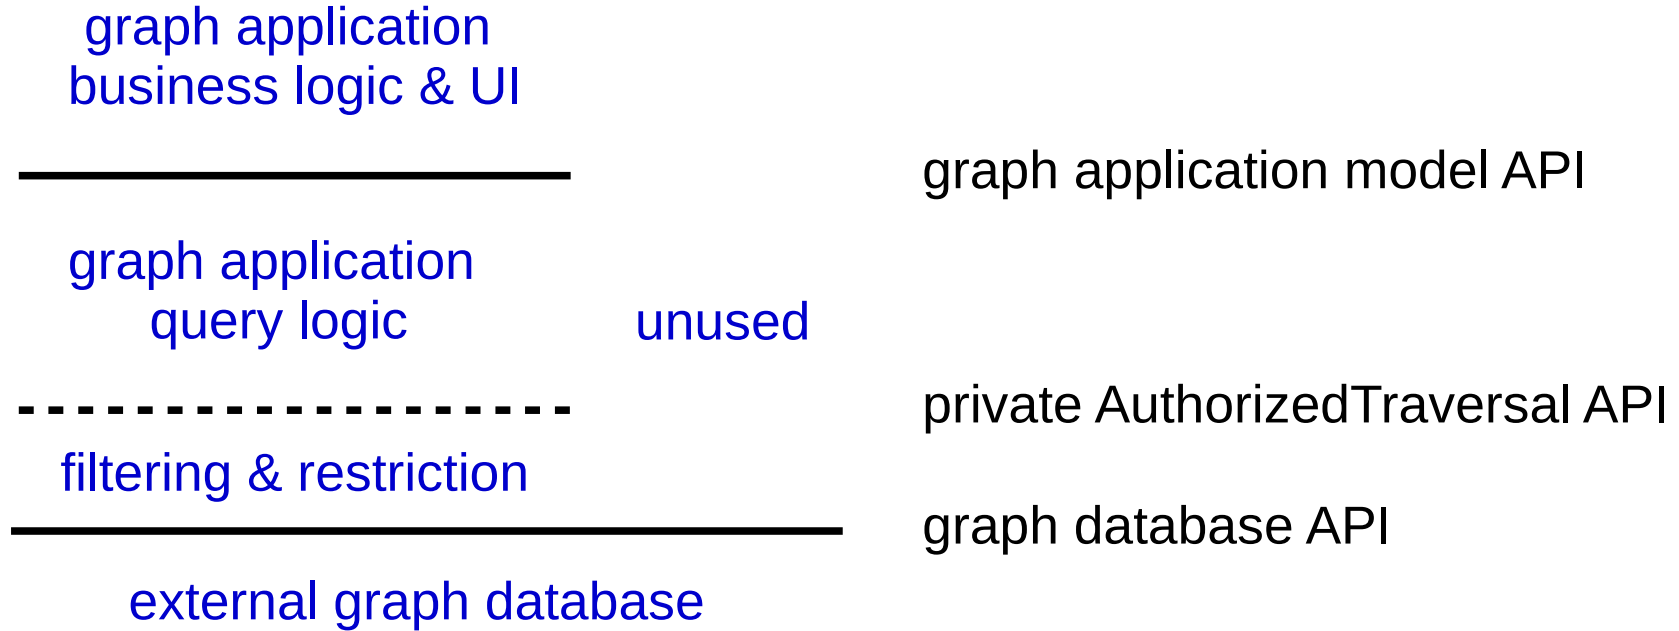 graph application
business logic & UI
graph application model API
graph application
query logic
unused
private AuthorizedTraversal API
filtering & restriction
graph database API
external graph database